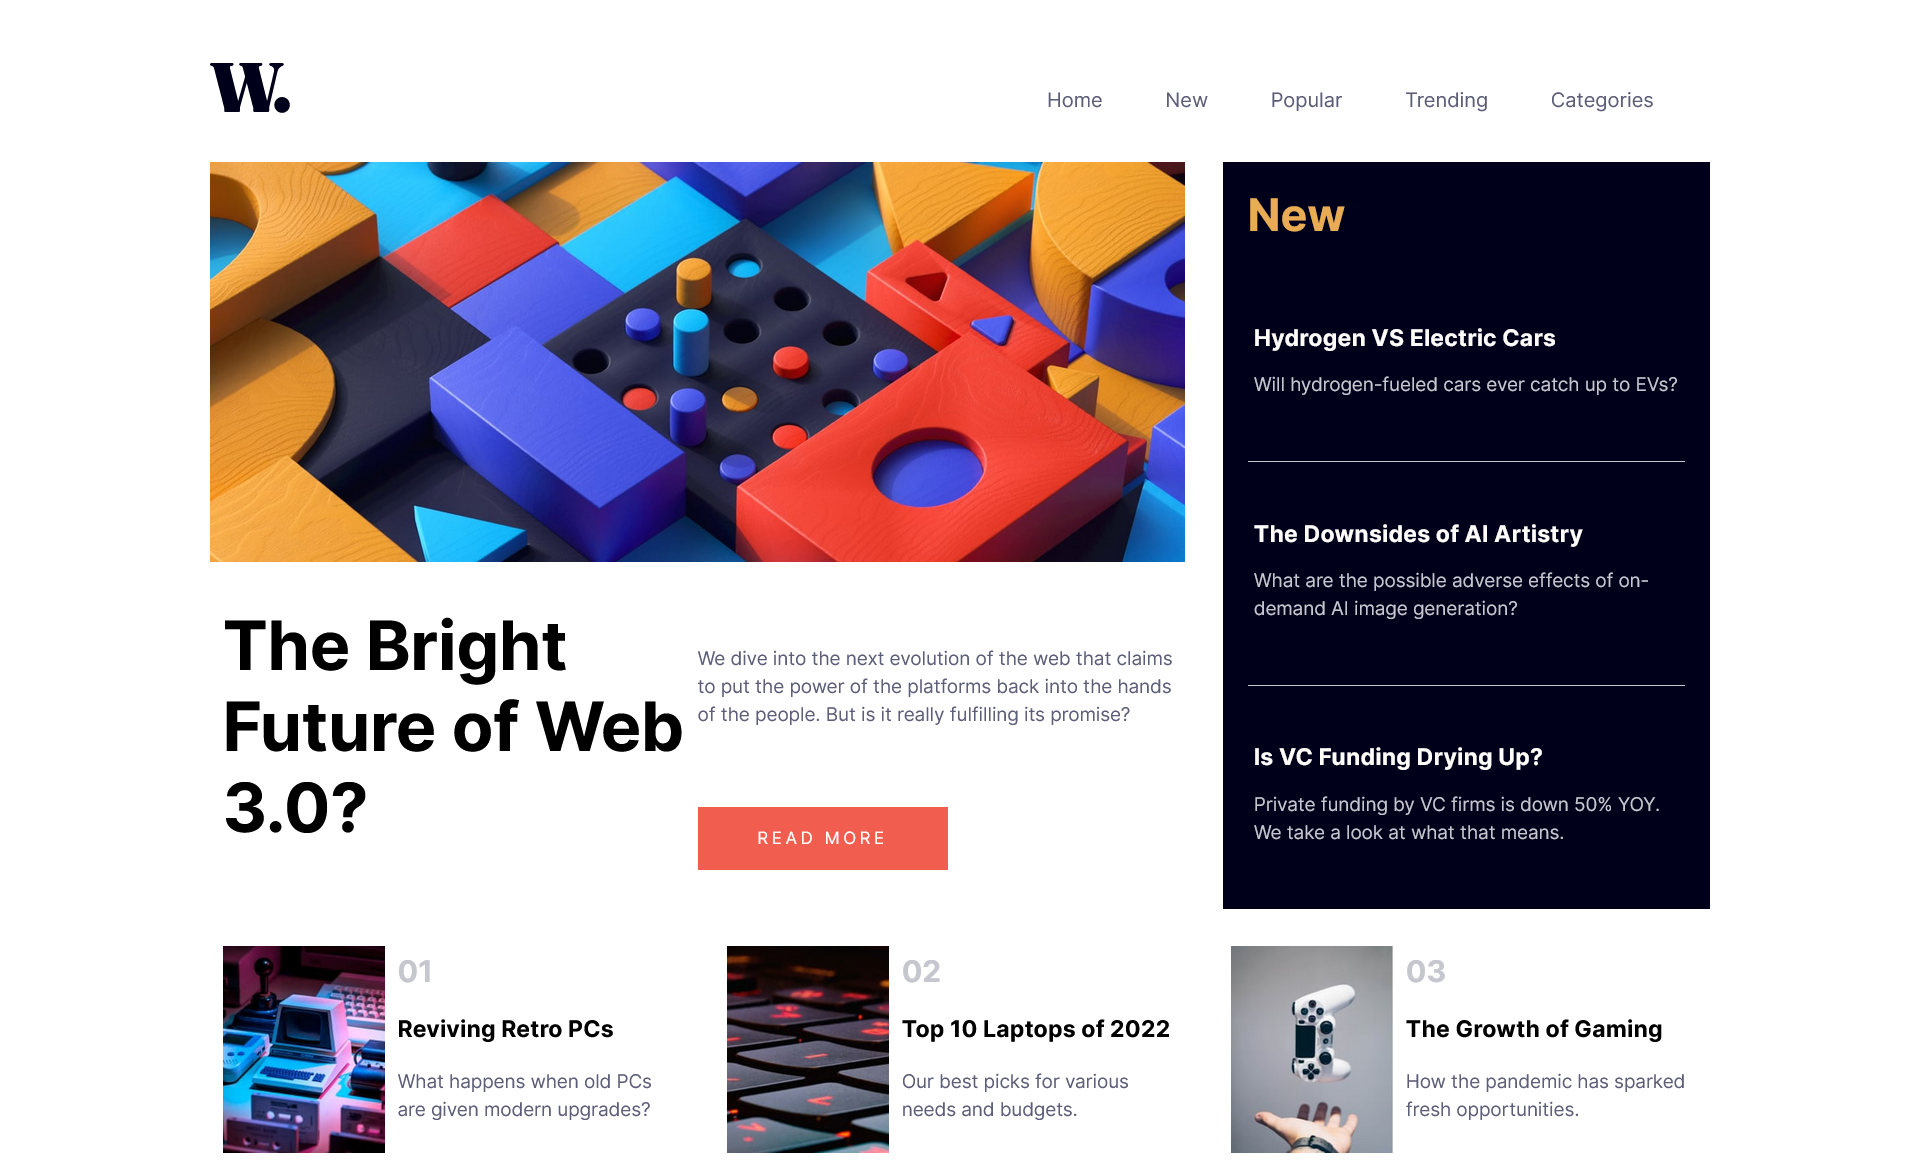 W.
Home
New
Popular
Trending
Categories
New
Hydrogen VS Electric Cars
Will hydrogen-fueled cars ever catch up to EVs?
The Downsides of AI Artistry
What are the possible adverse effects of on-
demand AI image generation?
Is VC Funding Drying Up?
Private funding by VC firms is down 50% YOY.
We take a look at what that means.
The Bright
Future of Web
3.0?
We dive into the next evolution of the web that claims
to put the power of the platforms back into the hands
of the people. But is it really fulfilling its promise?
READ MORE
01
Reviving Retro PCs
What happens when old PCs
are given modern upgrades?
02
Top 10 Laptops of 2022
Our best picks for various
needs and budgets.
03
The Growth of Gaming
How the pandemic has sparked
fresh opportunities.